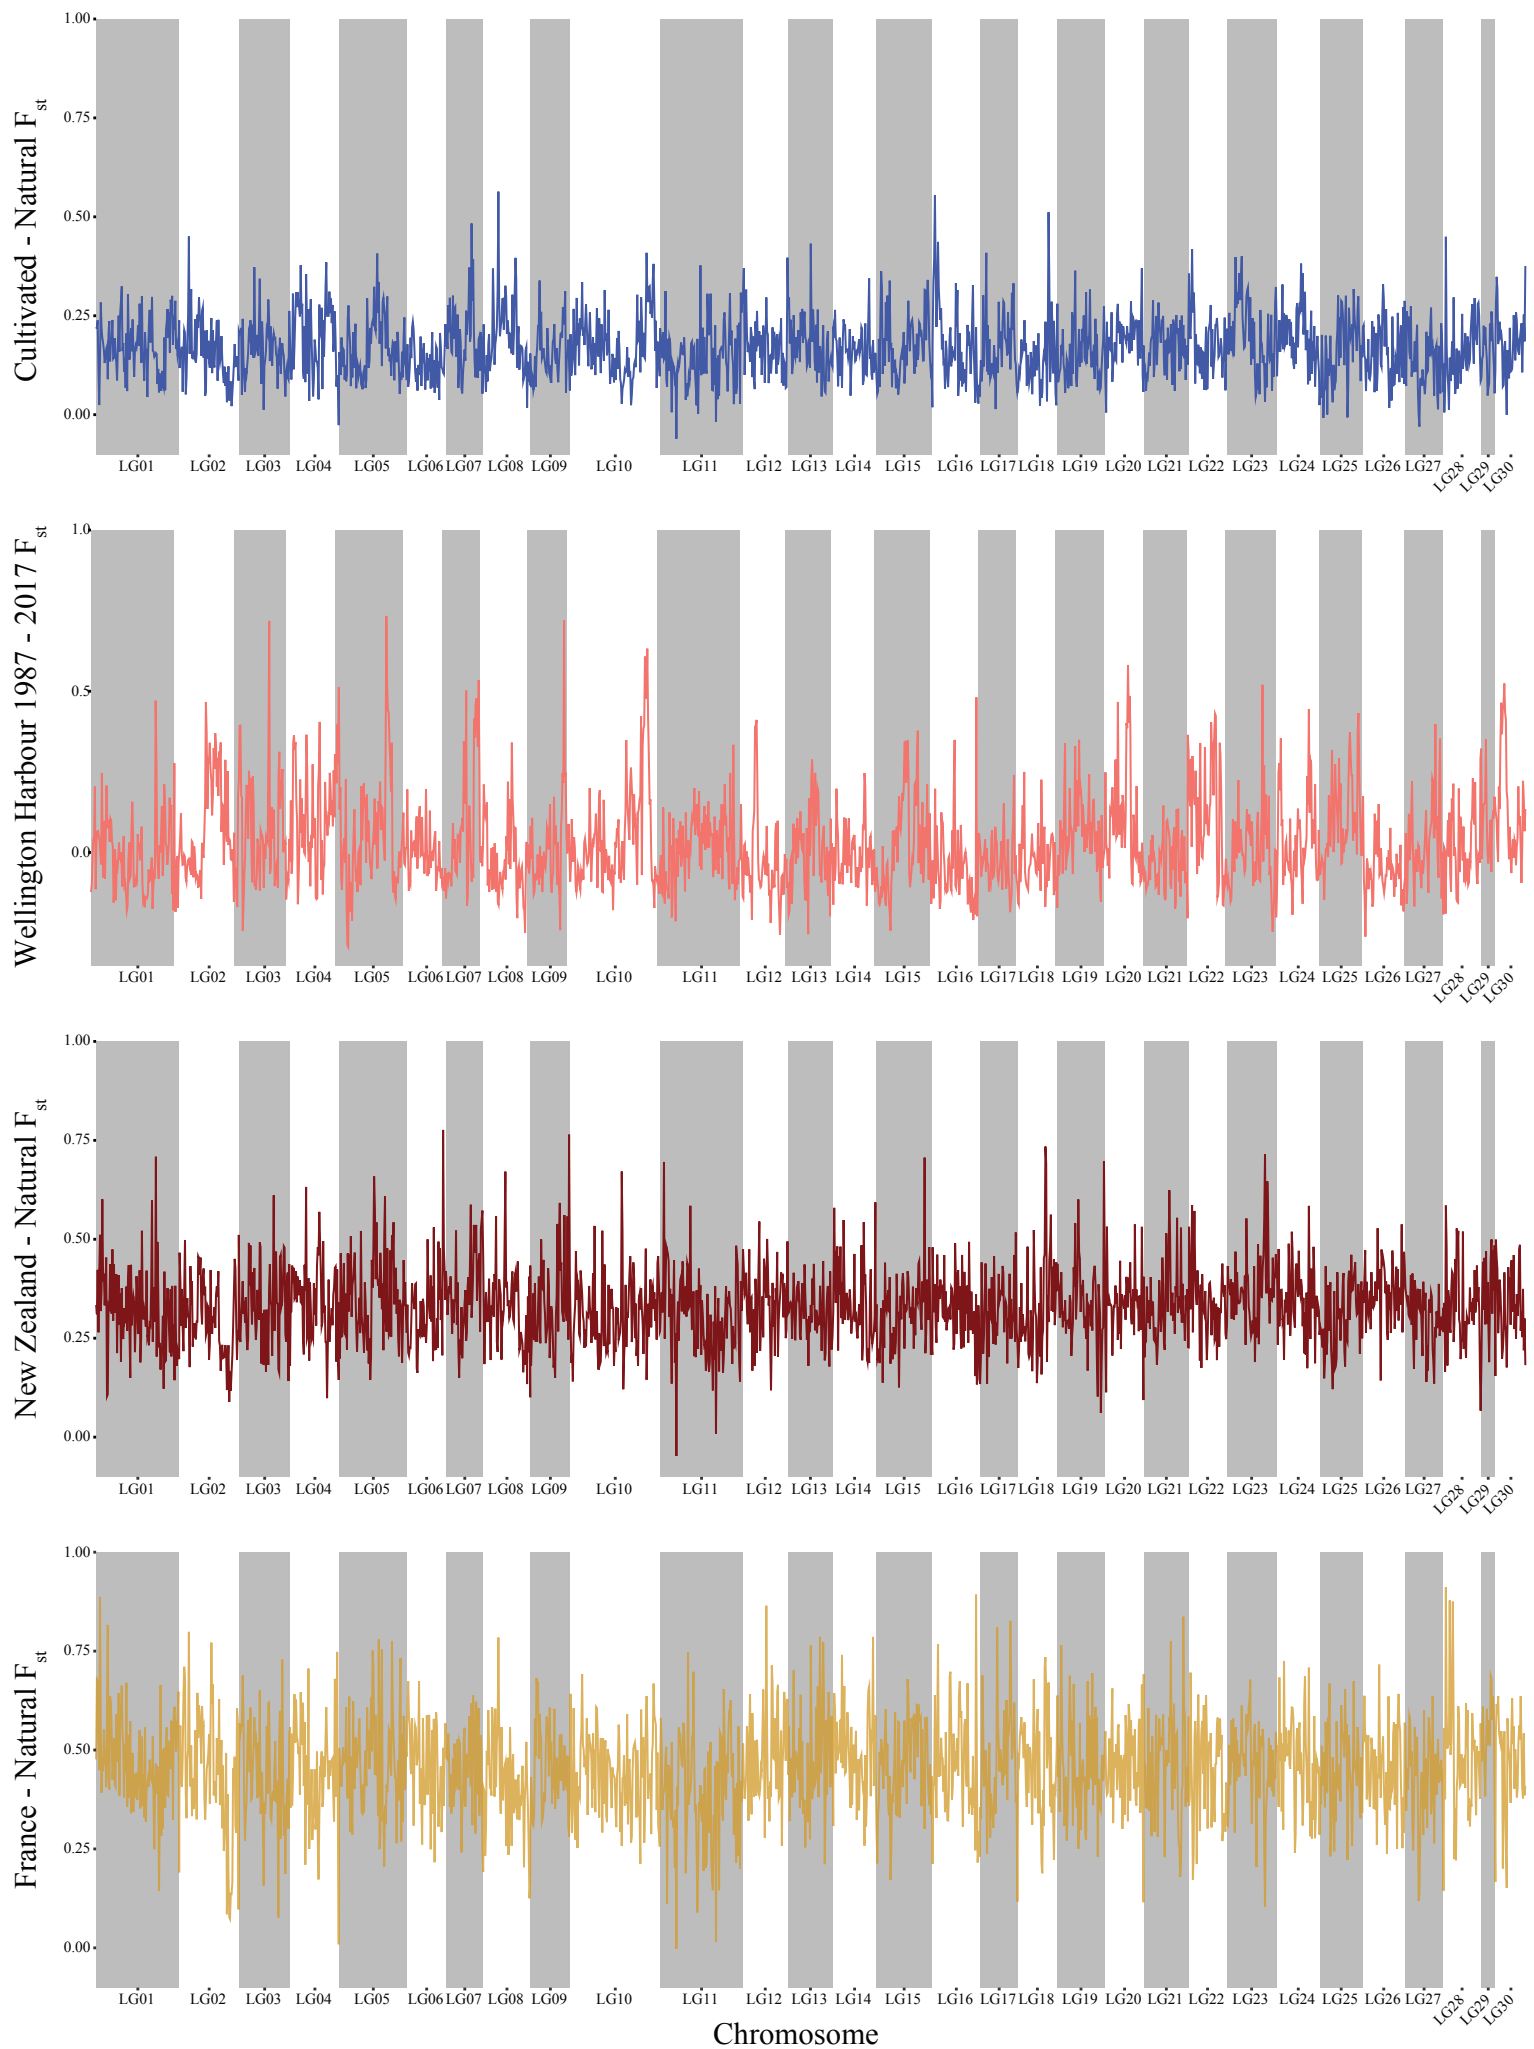 Cultivated - Natural Fst
1.00
0.75
0.50
0.25
0.00
LG01 LG02 LG03 LG04 LG05 LG06 LG07 LG08 LG09 LG10 LG11 LG12 LG13 LG14 LG15 LG16 LG17 LG18 LG19 LG20 LG21 LG22 LG23 LG24 LG25 LG26 LG27 LG28 LG29 LG30
Wellington Harbour 1987 - 2017 Fst
1.0
0.5
0.0
LG01 LG02 LG03 LG04 LG05 LG06 LG07 LG08 LG09 LG10 LG11 LG12 LG13 LG14 LG15 LG16 LG17 LG18 LG19 LG20 LG21 LG22 LG23 LG24 LG25 LG26 LG27 LG28 LG29 LG30
New Zealand - Natural Fst
1.00
0.75
0.50
0.25
0.00
LG01 LG02 LG03 LG04 LG05 LG06 LG07 LG08 LG09 LG10 LG11 LG12 LG13 LG14 LG15 LG16 LG17 LG18 LG19 LG20 LG21 LG22 LG23 LG24 LG25 LG26 LG27 LG28 LG29 LG30
France - Natural Fst
1.00
0.75
0.50
0.25
0.00
LG01 LG02 LG03 LG04 LG05 LG06 LG07 LG08 LG09 LG10 LG11 LG12 LG13 LG14 LG15 LG16 LG17 LG18 LG19 LG20 LG21 LG22 LG23 LG24 LG25 LG26 LG27 LG28 LG29 LG30
Chromosome